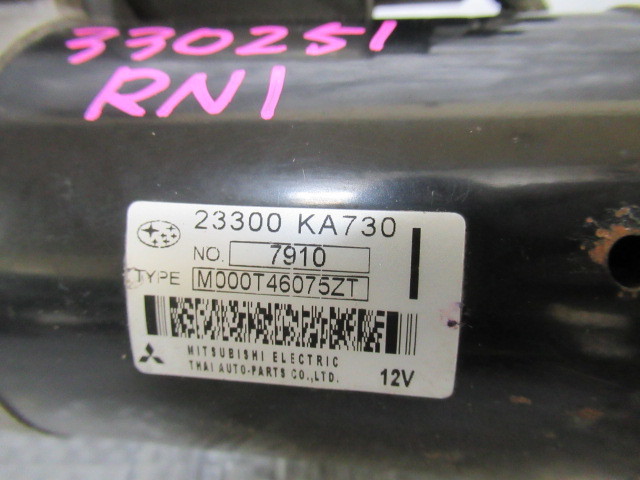 330251
RN1
23300 KA730
NO. 7910
TYPE M000T46075ZT
MITSUBISHI ELECTRIC
THAI AUTO-PARTS CO.,LTD.
12V